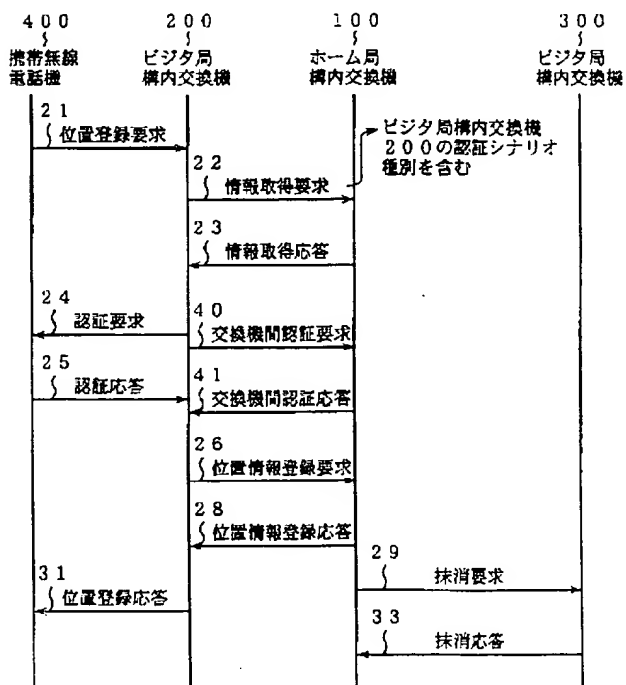 400 200 100 300
携帯無線 ビジタ局 ホーム局 ビジタ局
電話機 構内交換機 構内交換機 構内交換機
21
位置登録要求
ビジタ局構内交換機
200の認証シナリオ
種別を含む
22
情報取得要求
23
情報取得応答
24
認証要求
40
交換機間認証要求
25
認証応答
41
交換機間認証応答
26
位置情報登録要求
28
位置情報登録応答
29
抹消要求
31
位置登録応答
33
抹消応答